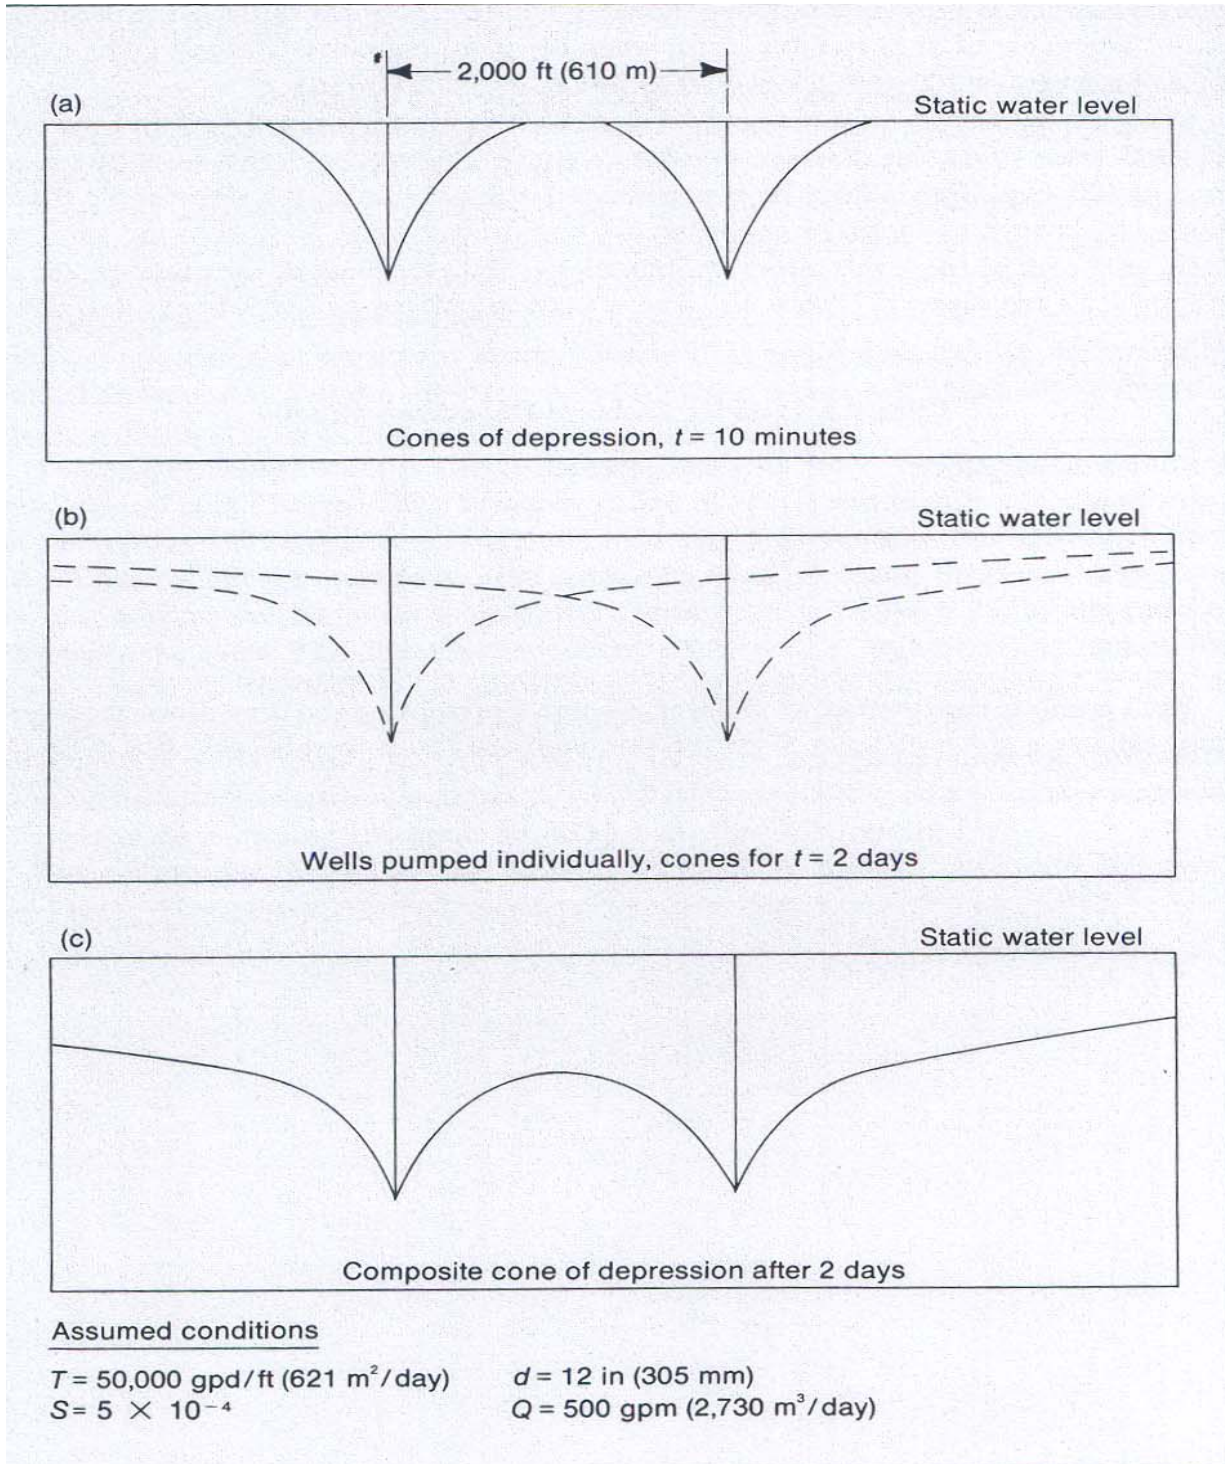 2,000 ft (610 m)
(a)
Static water level
Cones of depression, t = 10 minutes
(b)
Static water level
Wells pumped individually, cones for t = 2 days
(c)
Static water level
Composite cone of depression after 2 days
Assumed conditions
T = 50,000 gpd/ft (621 m²/day)
d = 12 in (305 mm)
S = 5 × 10⁻⁴
Q = 500 gpm (2,730 m³/day)